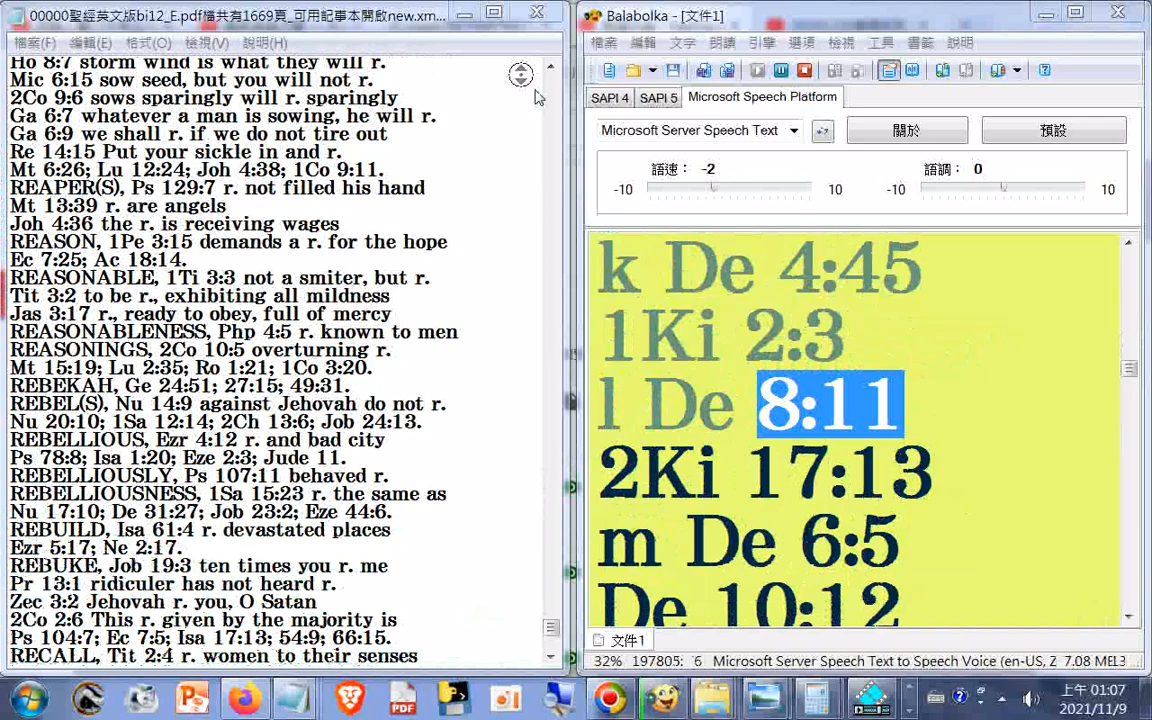 00000聖經英文版bi12_E.pdf檔共有1669頁_可用記事本開啟new.xm...
檔案(F) 編輯(E) 格式(O) 檢視(V) 說明(H)
Ho 8:7 storm wind is what they will r.
Mic 6:15 sow seed, but you will not r.
2Co 9:6 sows sparingly will r. sparingly
Ga 6:7 whatever a man is sowing, he will r.
Ga 6:9 we shall r. if we do not tire out
Re 14:15 Put your sickle in and r.
Mt 6:26; Lu 12:24; Joh 4:38; 1Co 9:11.
REAPER(S), Ps 129:7 r. not filled his hand
Mt 13:39 r. are angels
Joh 4:36 the r. is receiving wages
REASON, 1Pe 3:15 demands a r. for the hope
Ec 7:25; Ac 18:14.
REASONABLE, 1Ti 3:3 not a smiter, but r.
Tit 3:2 to be r., exhibiting all mildness
Jas 3:17 r., ready to obey, full of mercy
REASONABLENESS, Php 4:5 r. known to men
REASONINGS, 2Co 10:5 overturning r.
Mt 15:19; Lu 2:35; Ro 1:21; 1Co 3:20.
REBEKAH, Ge 24:51; 27:15; 49:31.
REBEL(S), Nu 14:9 against Jehovah do not r.
Nu 20:10; 1Sa 12:14; 2Ch 13:6; Job 24:13.
REBELLIOUS, Ezr 4:12 r. and bad city
Ps 78:8; Isa 1:20; Eze 2:3; Jude 11.
REBELLIOUSLY, Ps 107:11 behaved r.
REBELLIOUSNESS, 1Sa 15:23 r. the same as
Nu 17:10; De 31:27; Job 23:2; Eze 44:6.
REBUILD, Isa 61:4 r. devastated places
Ezr 5:17; Ne 2:17.
REBUKE, Job 19:3 ten times you r. me
Pr 13:1 ridiculer has not heard r.
Zec 3:2 Jehovah r. you, O Satan
2Co 2:6 This r. given by the majority is
Ps 104:7; Ec 7:5; Isa 17:13; 54:9; 66:15.
RECALL, Tit 2:4 r. women to their senses
Balabolka - [文件1]
檔案 編輯 文字 朗讀 引擎 選項 檢視 工具 書籤 說明
SAPI 4 SAPI 5 Microsoft Speech Platform
Microsoft Server Speech Text 關於 預設
語速： -2 語調： 0
-10 10 -10 10
k De 4:45
1Ki 2:3
l De 8:11
2Ki 17:13
m De 6:5
De 10:12
文件1
32% 197805: Microsoft Server Speech Text to Speech Voice (en-US, Z 7.08 ME
PDF
上午 01:07
2021/11/9